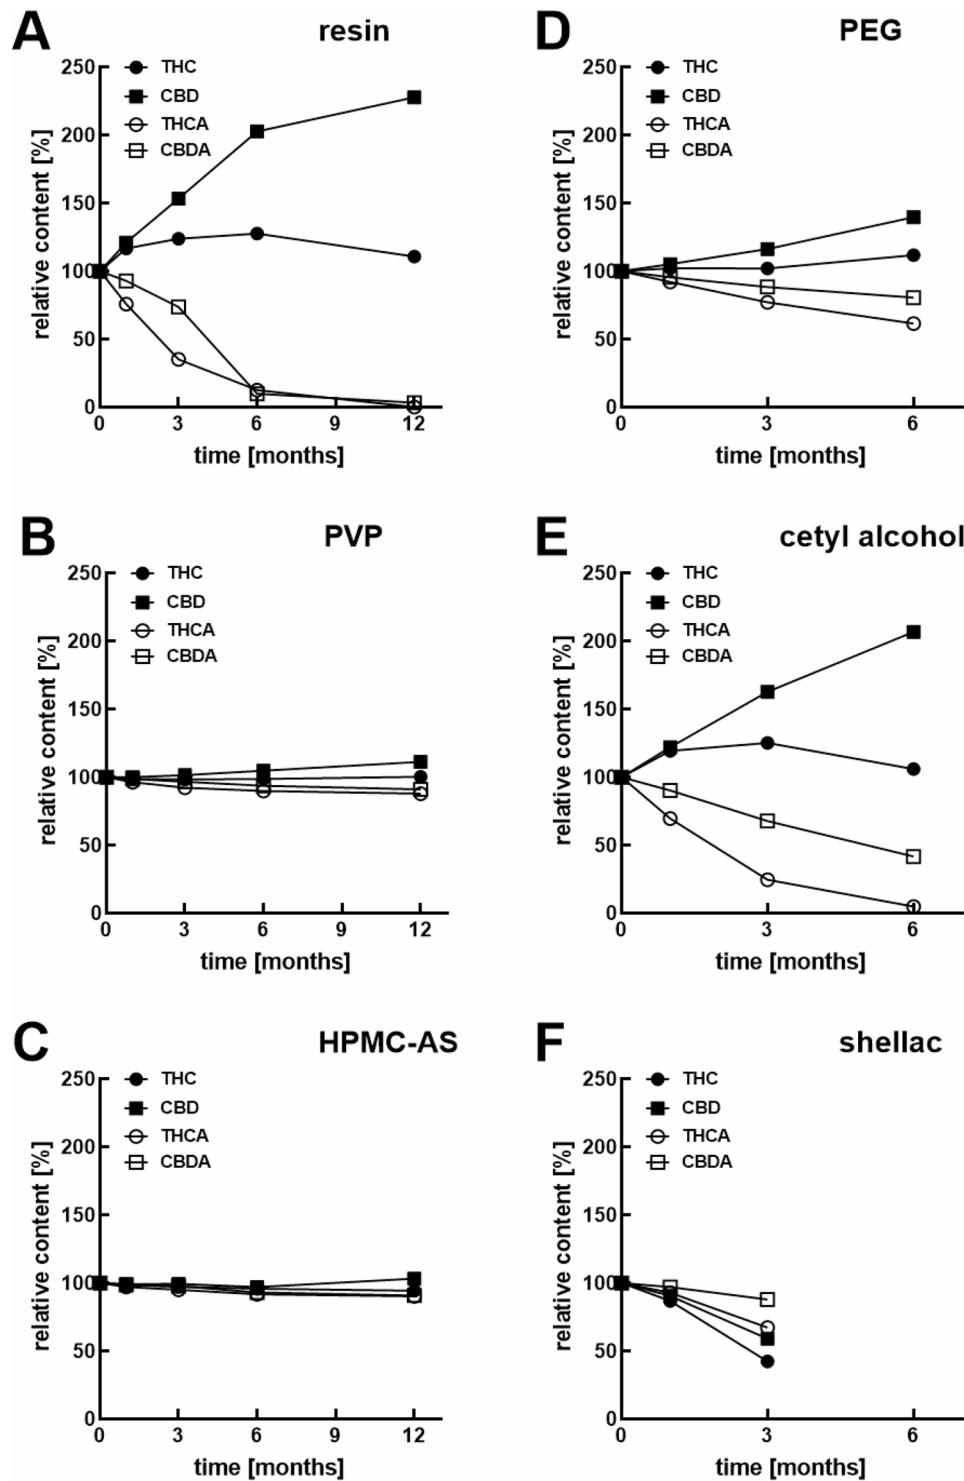 A
resin
250
200
150
100
50
0
relative content [%]
THC
CBD
THCA
CBDA
0 3 6 9 12
time [months]
D
PEG
250
200
150
100
50
0
relative content [%]
THC
CBD
THCA
CBDA
0 3 6
time [months]
B
PVP
250
200
150
100
50
0
relative content [%]
THC
CBD
THCA
CBDA
0 3 6 9 12
time [months]
E
cetyl alcohol
250
200
150
100
50
0
relative content [%]
THC
CBD
THCA
CBDA
0 3 6
time [months]
C
HPMC-AS
250
200
150
100
50
0
relative content [%]
THC
CBD
THCA
CBDA
0 3 6 9 12
time [months]
F
shellac
250
200
150
100
50
0
relative content [%]
THC
CBD
THCA
CBDA
0 3 6
time [months]